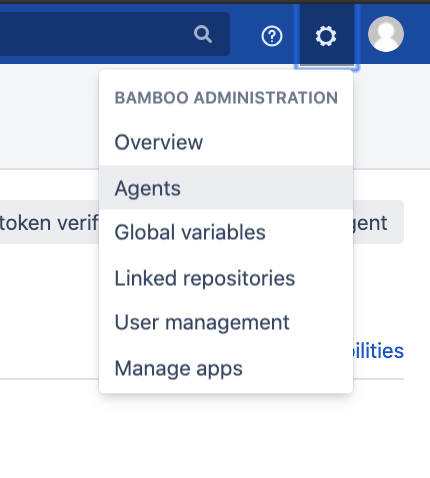 BAMBOO ADMINISTRATION
Overview
Agents
token verif
gent
Global variables
Linked repositories
User management
ilities
Manage apps